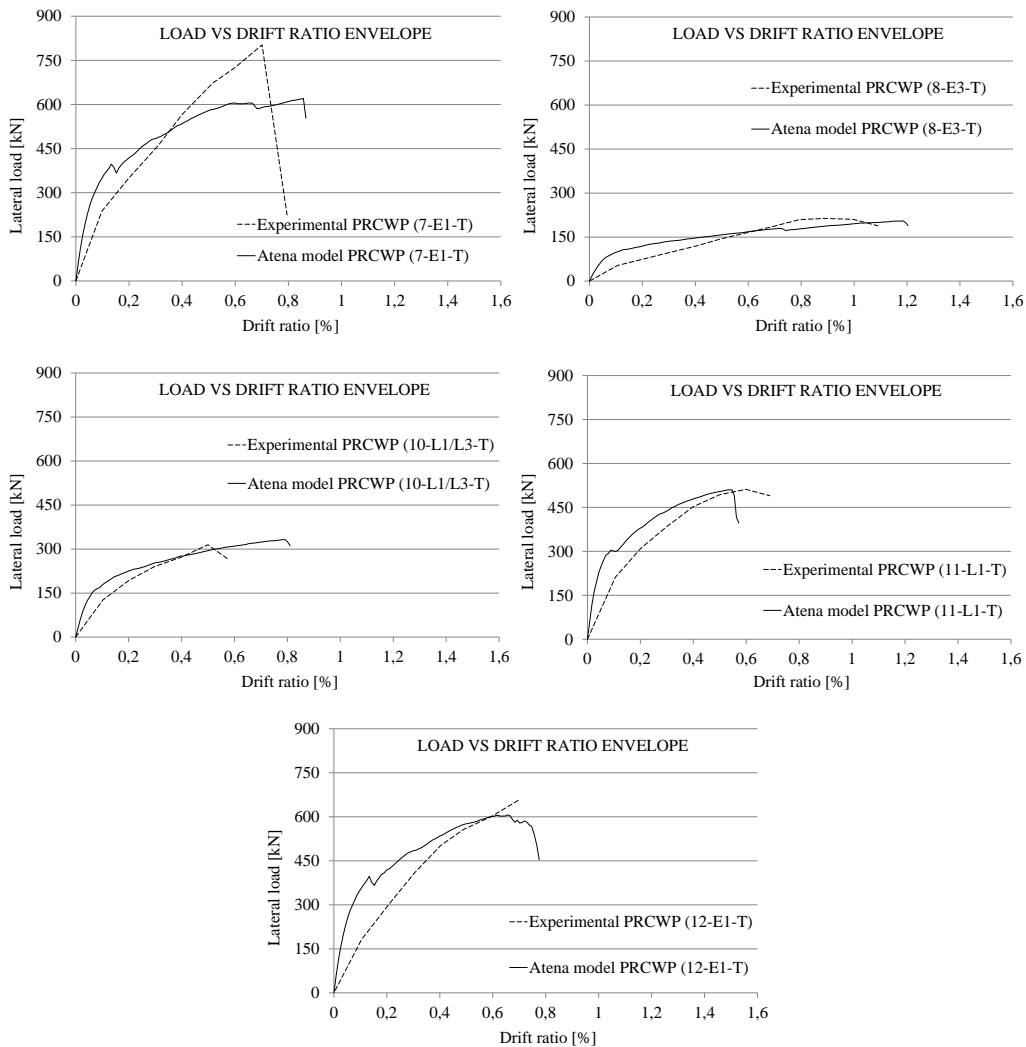 LOAD VS DRIFT RATIO ENVELOPE
900
750
600
450
300
150
0
Lateral load [kN]
Experimental PRCWP (7-E1-T)
Atena model PRCWP (7-E1-T)
0 0,2 0,4 0,6 0,8 1 1,2 1,4 1,6
Drift ratio [%]
LOAD VS DRIFT RATIO ENVELOPE
900
750
600
450
300
150
0
Lateral load [kN]
Experimental PRCWP (8-E3-T)
Atena model PRCWP (8-E3-T)
0 0,2 0,4 0,6 0,8 1 1,2 1,4 1,6
Drift ratio [%]
LOAD VS DRIFT RATIO ENVELOPE
900
750
600
450
300
150
0
Lateral load [kN]
Experimental PRCWP (10-L1/L3-T)
Atena model PRCWP (10-L1/L3-T)
0 0,2 0,4 0,6 0,8 1 1,2 1,4 1,6
Drift ratio [%]
LOAD VS DRIFT RATIO ENVELOPE
900
750
600
450
300
150
0
Lateral load [kN]
Experimental PRCWP (11-L1-T)
Atena model PRCWP (11-L1-T)
0 0,2 0,4 0,6 0,8 1 1,2 1,4 1,6
Drift ratio [%]
LOAD VS DRIFT RATIO ENVELOPE
900
750
600
450
300
150
0
Lateral load [kN]
Experimental PRCWP (12-E1-T)
Atena model PRCWP (12-E1-T)
0 0,2 0,4 0,6 0,8 1 1,2 1,4 1,6
Drift ratio [%]